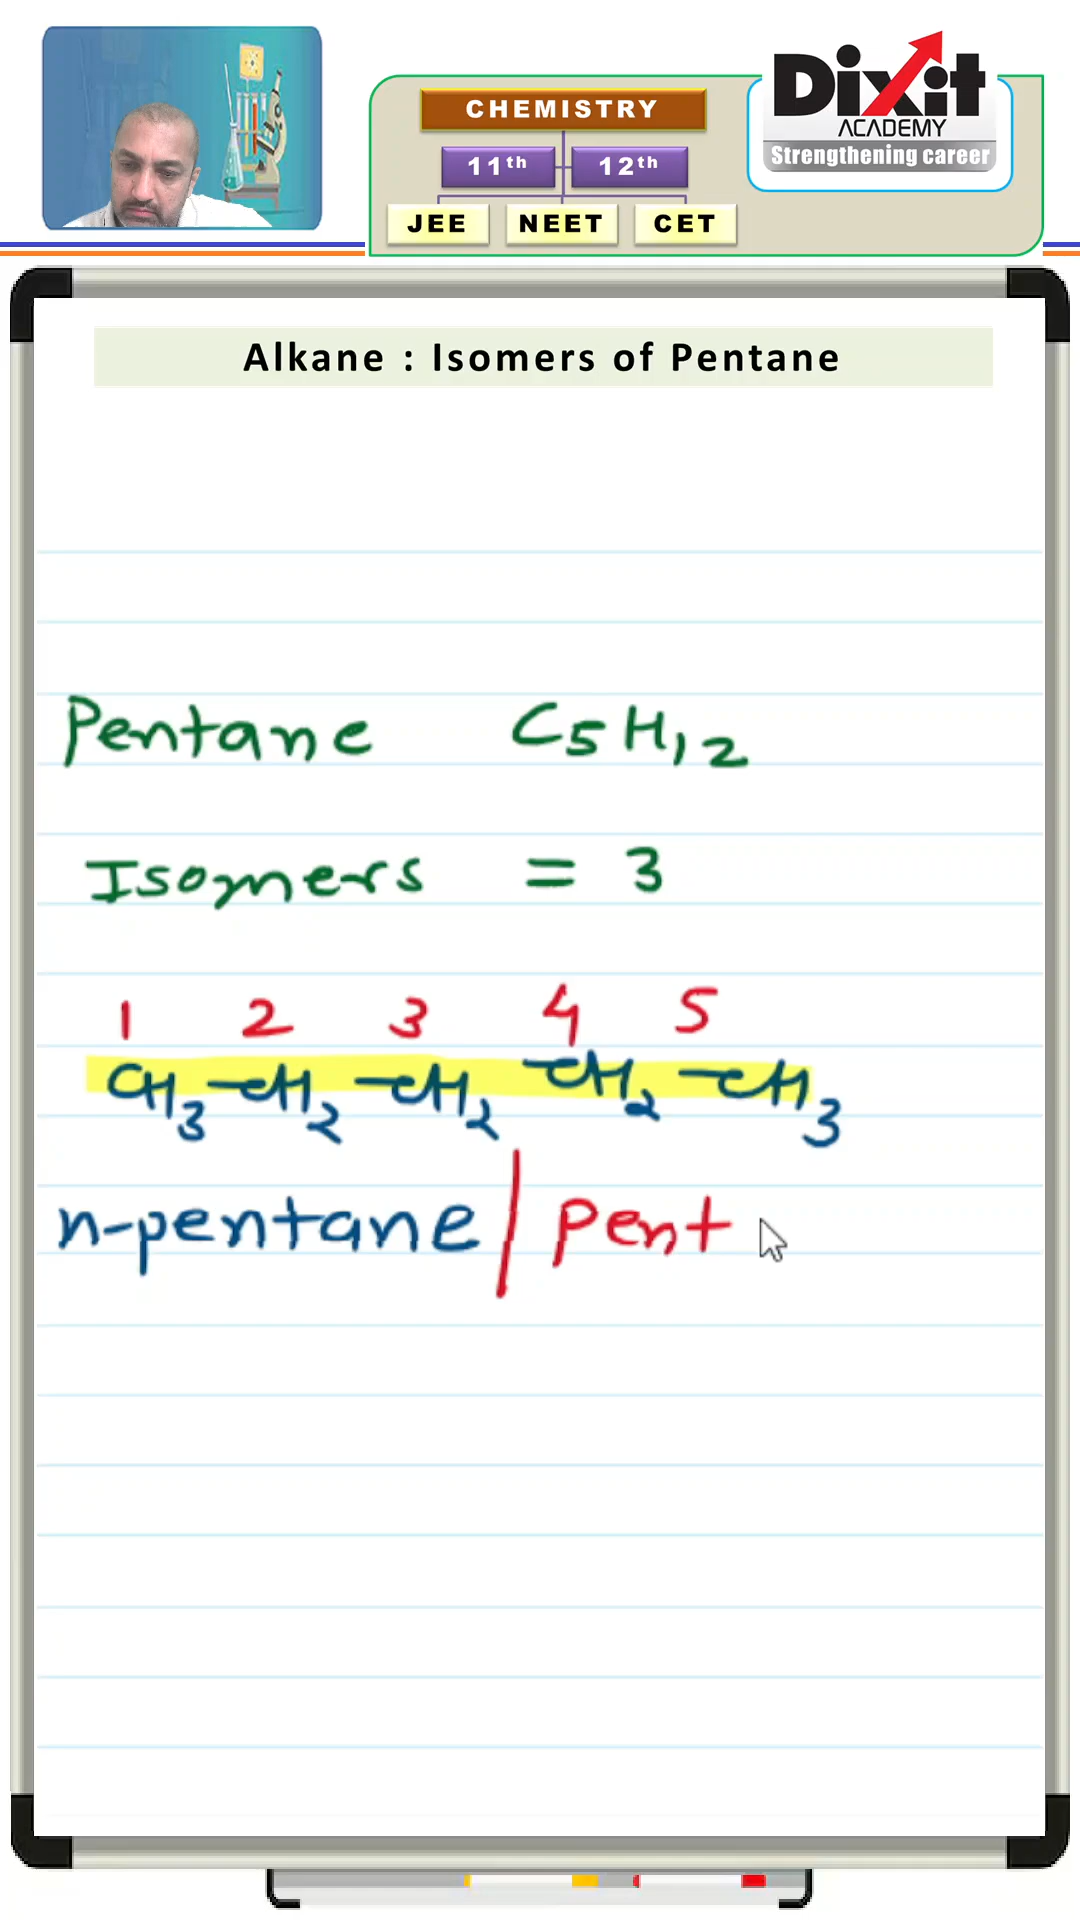 CHEMISTRY
11th 12th
JEE NEET CET
Dixit
ACADEMY
Strengthening career
Alkane : Isomers of Pentane
Pentane C5H12
Isomers = 3
1 2 3 4 5
CH3-CH2-CH2-CH2-CH3
n-pentane | pent